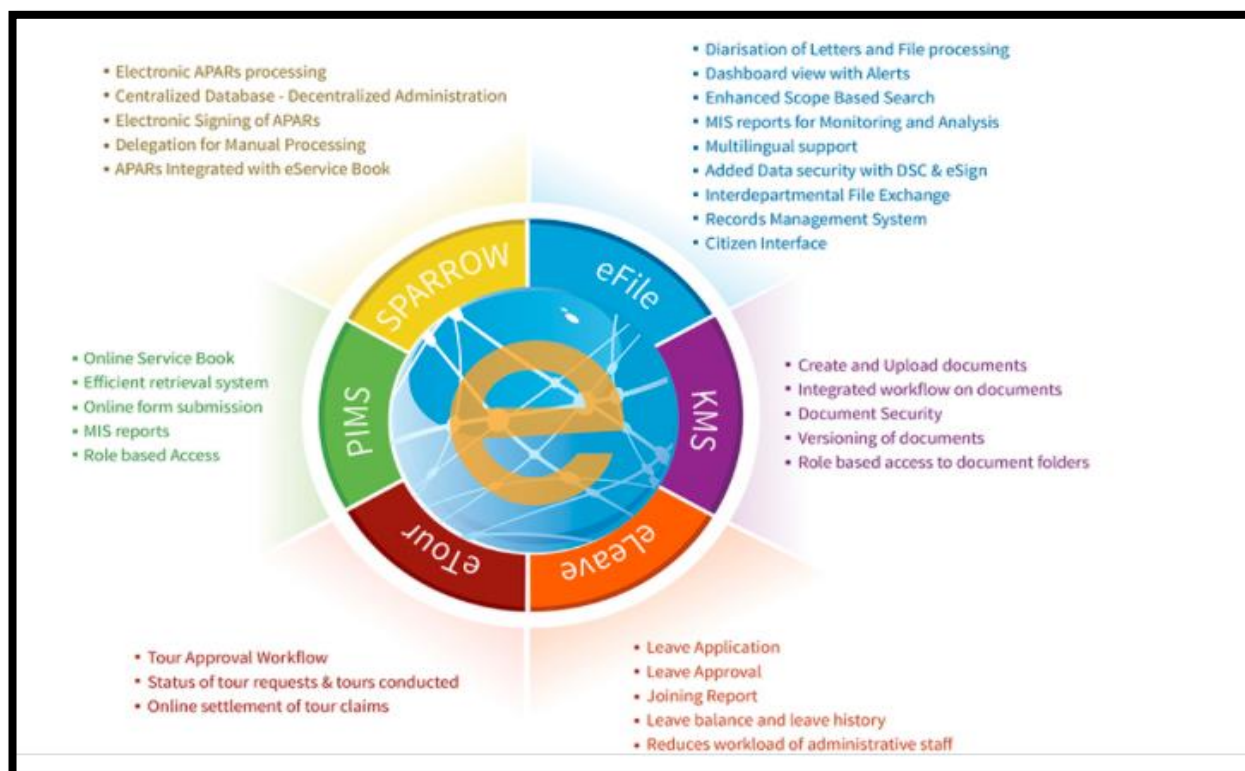 Electronic APARs processing
Centralized Database - Decentralized Administration
Electronic Signing of APARs
Delegation for Manual Processing
APARs Integrated with eService Book
Diarisation of Letters and File processing
Dashboard view with Alerts
Enhanced Scope Based Search
MIS reports for Monitoring and Analysis
Multilingual support
Added Data security with DSC & eSign
Interdepartmental File Exchange
Records Management System
Citizen Interface
SPARROW
eFile
PIMS
KMS
eTour
eLeave
e
Online Service Book
Efficient retrieval system
Online form submission
MIS reports
Role based Access
Create and Upload documents
Integrated workflow on documents
Document Security
Versioning of documents
Role based access to document folders
Tour Approval Workflow
Status of tour requests & tours conducted
Online settlement of tour claims
Leave Application
Leave Approval
Joining Report
Leave balance and leave history
Reduces workload of administrative staff